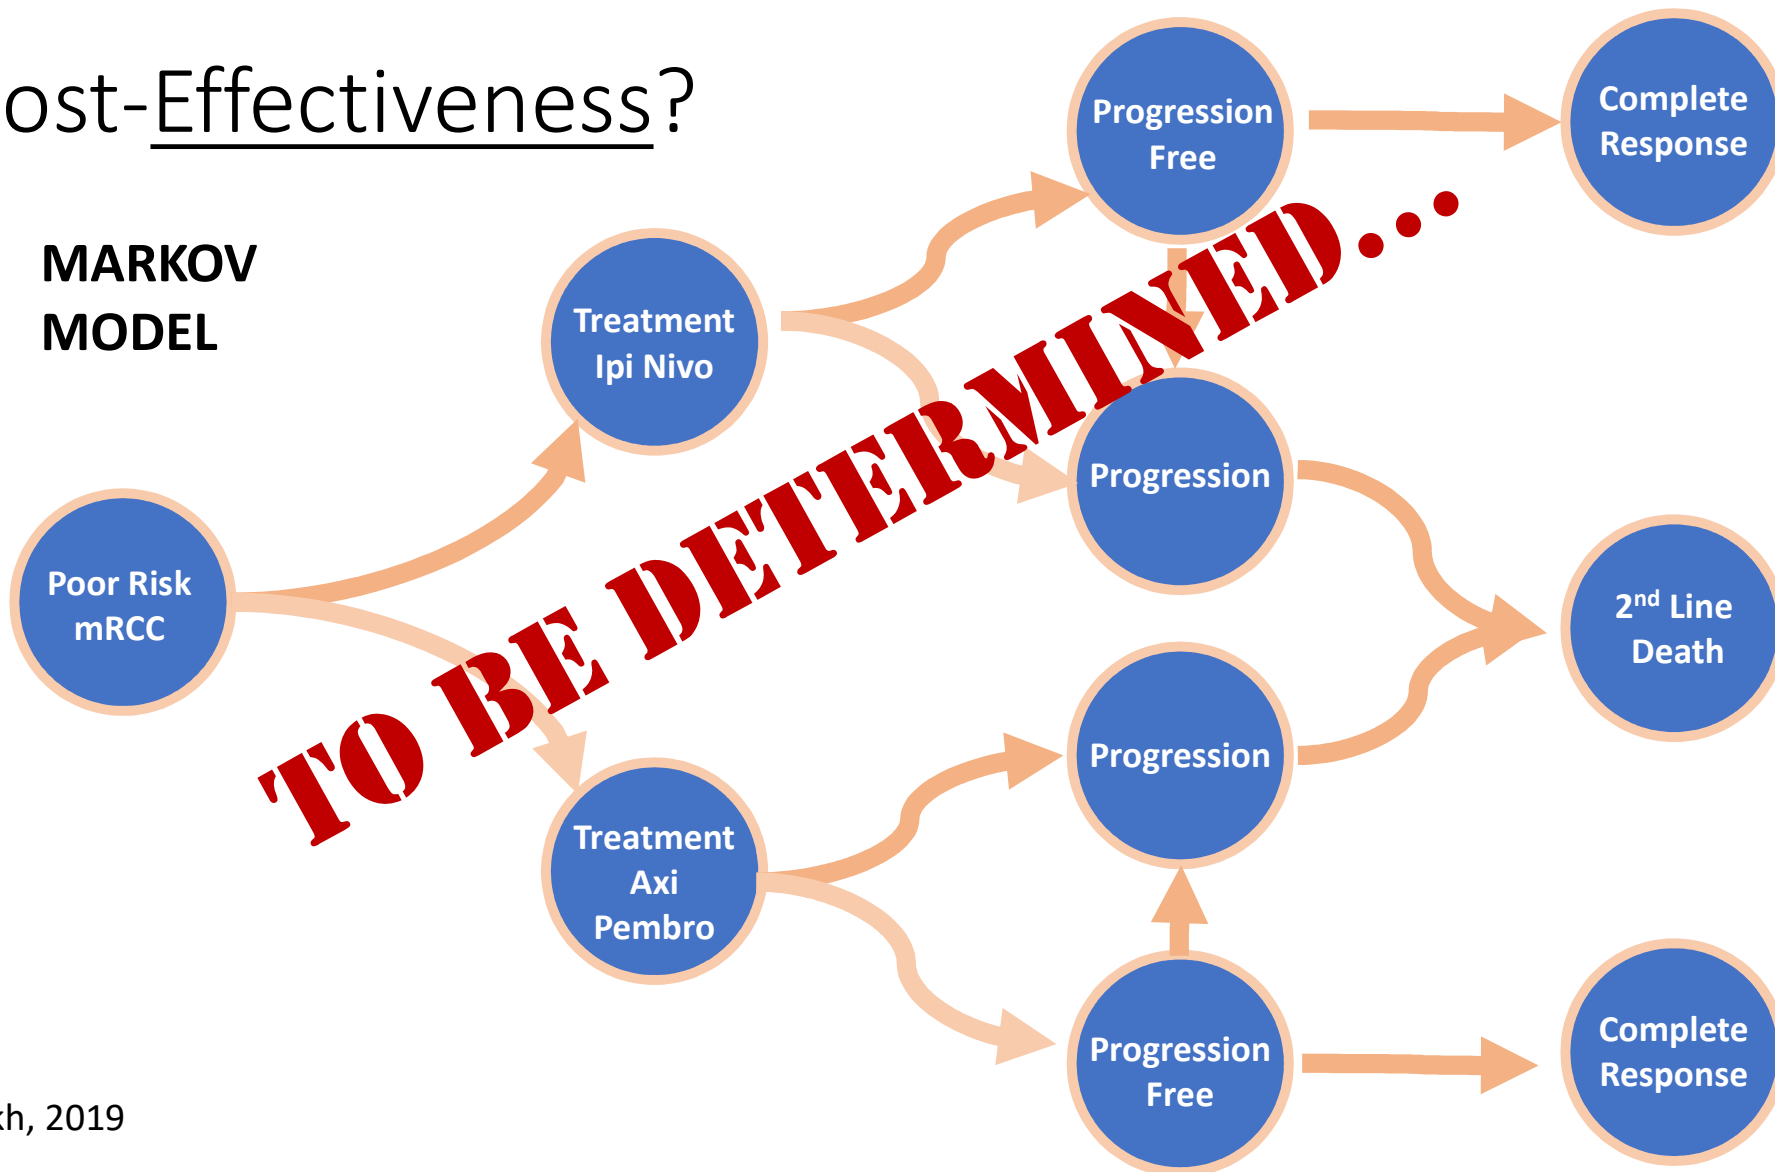 ost-Effectiveness?
MARKOV
MODEL
Poor Risk
mRCC
Treatment
Ipi Nivo
Treatment
Axi
Pembro
Progression
Free
Progression
Progression
Progression
Free
Complete
Response
2nd Line
Death
Complete
Response
TO BE DETERMINED....
kh, 2019